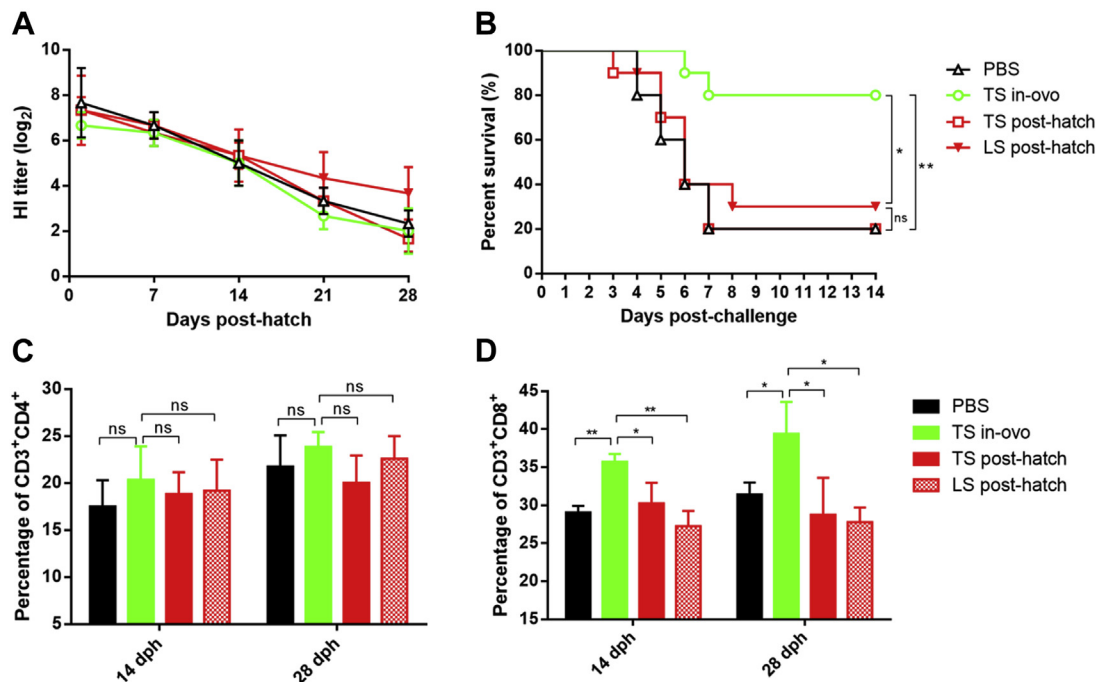 A
10
8
6
4
2
0
HI titer (log2)
0 7 14 21 28
Days post-hatch
B
100
80
60
40
20
0
Percent survival (%)
0 1 2 3 4 5 6 7 8 9 10 11 12 13 14
Days post-challenge
*
**
ns
PBS
TS in-ovo
TS post-hatch
LS post-hatch
C
30
25
20
15
10
5
Percentage of CD3+CD4+
ns
ns
ns
ns
ns
ns
14 dph
28 dph
D
45
40
35
30
25
20
15
Percentage of CD3+CD8+
**
**
*
*
*
*
14 dph
28 dph
PBS
TS in-ovo
TS post-hatch
LS post-hatch